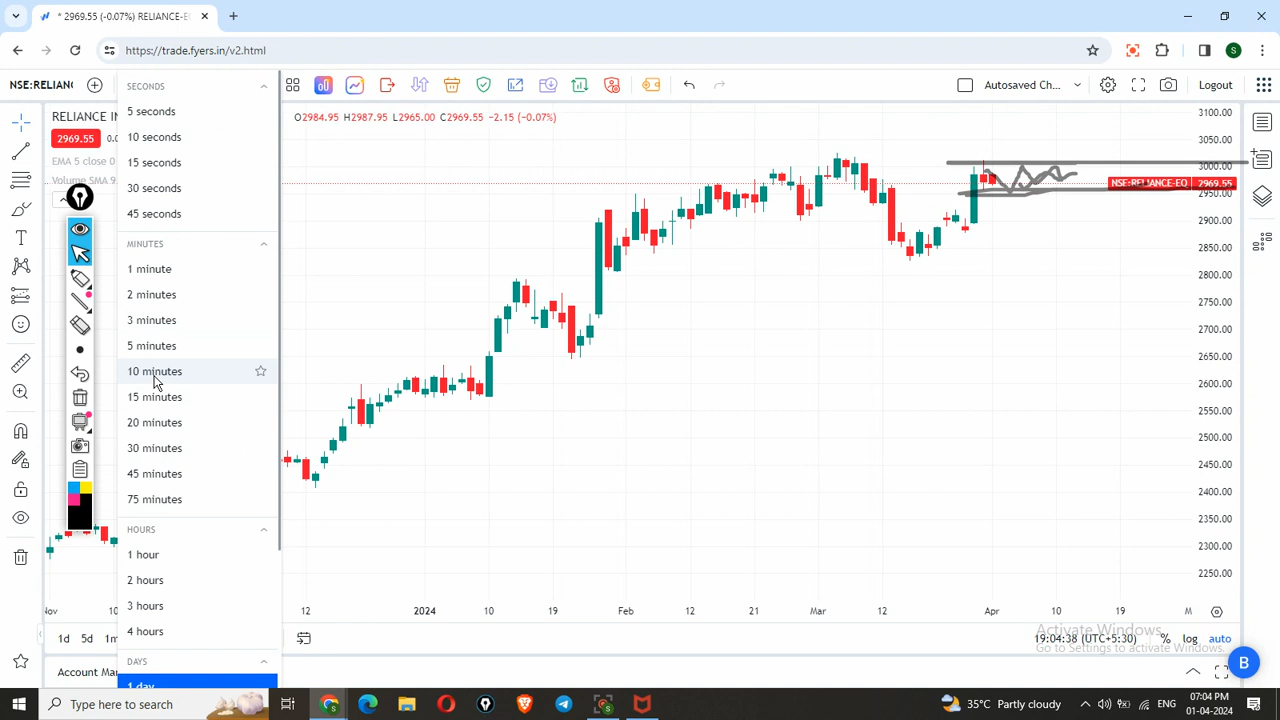 * 2969.55 (-0.07%) RELIANCE-E
https://trade.fyers.in/v2.html
S
NSE:RELIANC
Autosaved Ch...
Logout
SECONDS
5 seconds
10 seconds
15 seconds
30 seconds
45 seconds
MINUTES
1 minute
2 minutes
3 minutes
5 minutes
10 minutes
15 minutes
20 minutes
30 minutes
45 minutes
75 minutes
HOURS
1 hour
2 hours
3 hours
4 hours
DAYS
1 day
RELIANCE IN
O2984.95 H2987.95 L2965.00 C2969.55 −2.15 (−0.07%)
2969.55
0.0
EMA 5 close 0
Volume SMA 9
3100.00
3050.00
3000.00
NSE:RELIANCE-EQ 2969.55
2950.00
2900.00
2850.00
2800.00
2750.00
2700.00
2650.00
2600.00
2550.00
2500.00
2450.00
2400.00
2350.00
2300.00
2250.00
Nov 10 12 2024 10 19 Feb 12 21 Mar 12 Apr 10 19 M
1d 5d 1m
19:04:38 (UTC+5:30) % log auto
Activate Windows
Go to Settings to activate Windows.
Account Man
B
Type here to search
35°C Partly cloudy
ENG
07:04 PM
01-04-2024